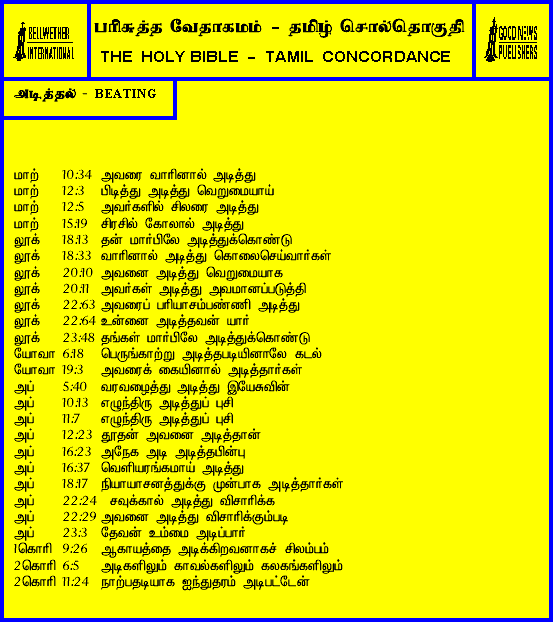 BELLWETHER
INTERNATIONAL
பரிசுத்த வேதாகமம் - தமிழ் சொல்தொகுதி
THE HOLY BIBLE - TAMIL CONCORDANCE
GOOD NEWS
PUBLISHERS
அடித்தல் - BEATING
மாற் 10:34 அவரை வாரினால் அடித்து
மாற் 12:3 பிடித்து அடித்து வெறுமையாய்
மாற் 12:5 அவர்களில் சிலரை அடித்து
மாற் 15:19 சிரசில் கோலால் அடித்து
லூக் 18:13 தன் மார்பிலே அடித்துக்கொண்டு
லூக் 18:33 வாரினால் அடித்து கொலைசெய்வார்கள்
லூக் 20:10 அவனை அடித்து வெறுமையாக
லூக் 20:11 அவர்கள் அடித்து அவமானப்படுத்தி
லூக் 22:63 அவரைப் பரியாசம்பண்ணி அடித்து
லூக் 22:64 உன்னை அடித்தவன் யார்
லூக் 23:48 தங்கள் மார்பிலே அடித்துக்கொண்டு
யோவா 6:18 பெருங்காற்று அடித்தபடியினாலே கடல்
யோவா 19:3 அவரைக் கையினால் அடித்தார்கள்
அப் 5:40 வரவழைத்து அடித்து இயேசுவின்
அப் 10:13 எழுந்திரு அடித்துப் புசி
அப் 11:7 எழுந்திரு அடித்துப் புசி
அப் 12:23 தூதன் அவனை அடித்தான்
அப் 16:23 அநேக அடி அடித்தபின்பு
அப் 16:37 வெளியரங்கமாய் அடித்து
அப் 18:17 நியாயாசனத்துக்கு முன்பாக அடித்தார்கள்
அப் 22:24 சவுக்கால் அடித்து விசாரிக்க
அப் 22:29 அவனை அடித்து விசாரிக்கும்படி
அப் 23:3 தேவன் உம்மை அடிப்பார்
1கொரி 9:26 ஆகாயத்தை அடிக்கிறவனாகச் சிலம்பம்
2கொரி 6:5 அடிகளிலும் காவல்களிலும் கலகங்களிலும்
2கொரி 11:24 நாற்பதடியாக ஐந்துதரம் அடிபட்டேன்